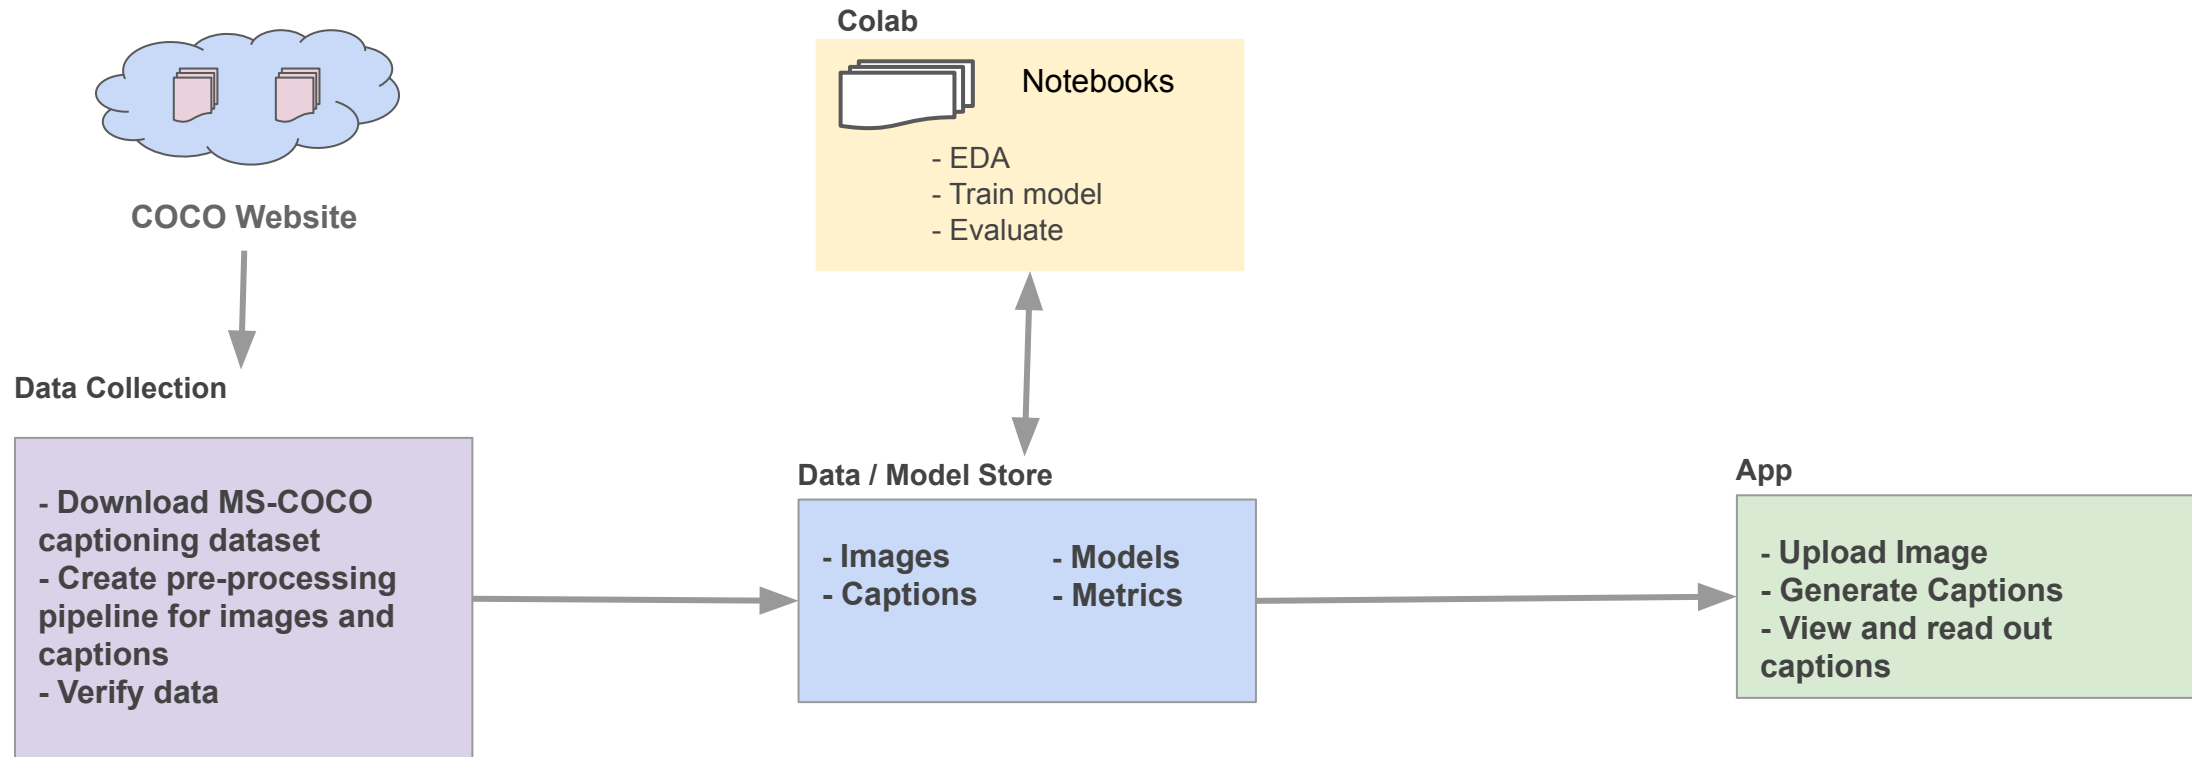 Colab
Notebooks
- EDA
- Train model
- Evaluate
COCO Website
Data Collection
- Download MS-COCO
captioning dataset
- Create pre-processing
pipeline for images and
captions
- Verify data
Data / Model Store
- Images
- Captions
- Models
- Metrics
App
- Upload Image
- Generate Captions
- View and read out
captions